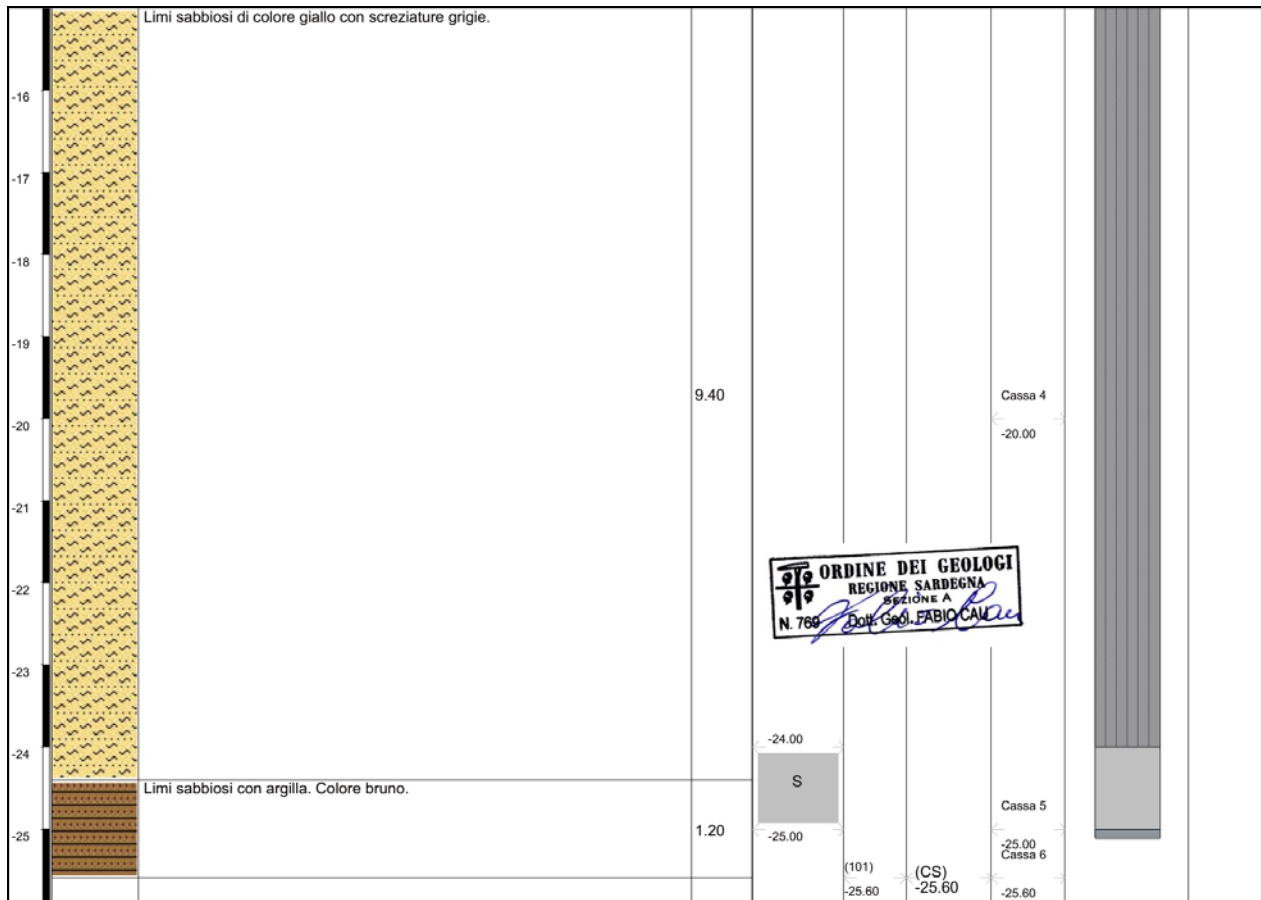 Limi sabbiosi di colore giallo con screziature grigie.
-16
-17
-18
-19
9.40
Cassa 4
-20
-20.00
-21
ORDINE DEI GEOLOGI
REGIONE SARDEGNA
SEZIONE A
N. 769 Dott. Geol. FABIO CAU
-22
-23
-24.00
-24
S
Limi sabbiosi con argilla. Colore bruno.
Cassa 5
1.20
-25
-25.00
-25.00
Cassa 6
(101)
(CS)
-25.60
-25.60
-25.60